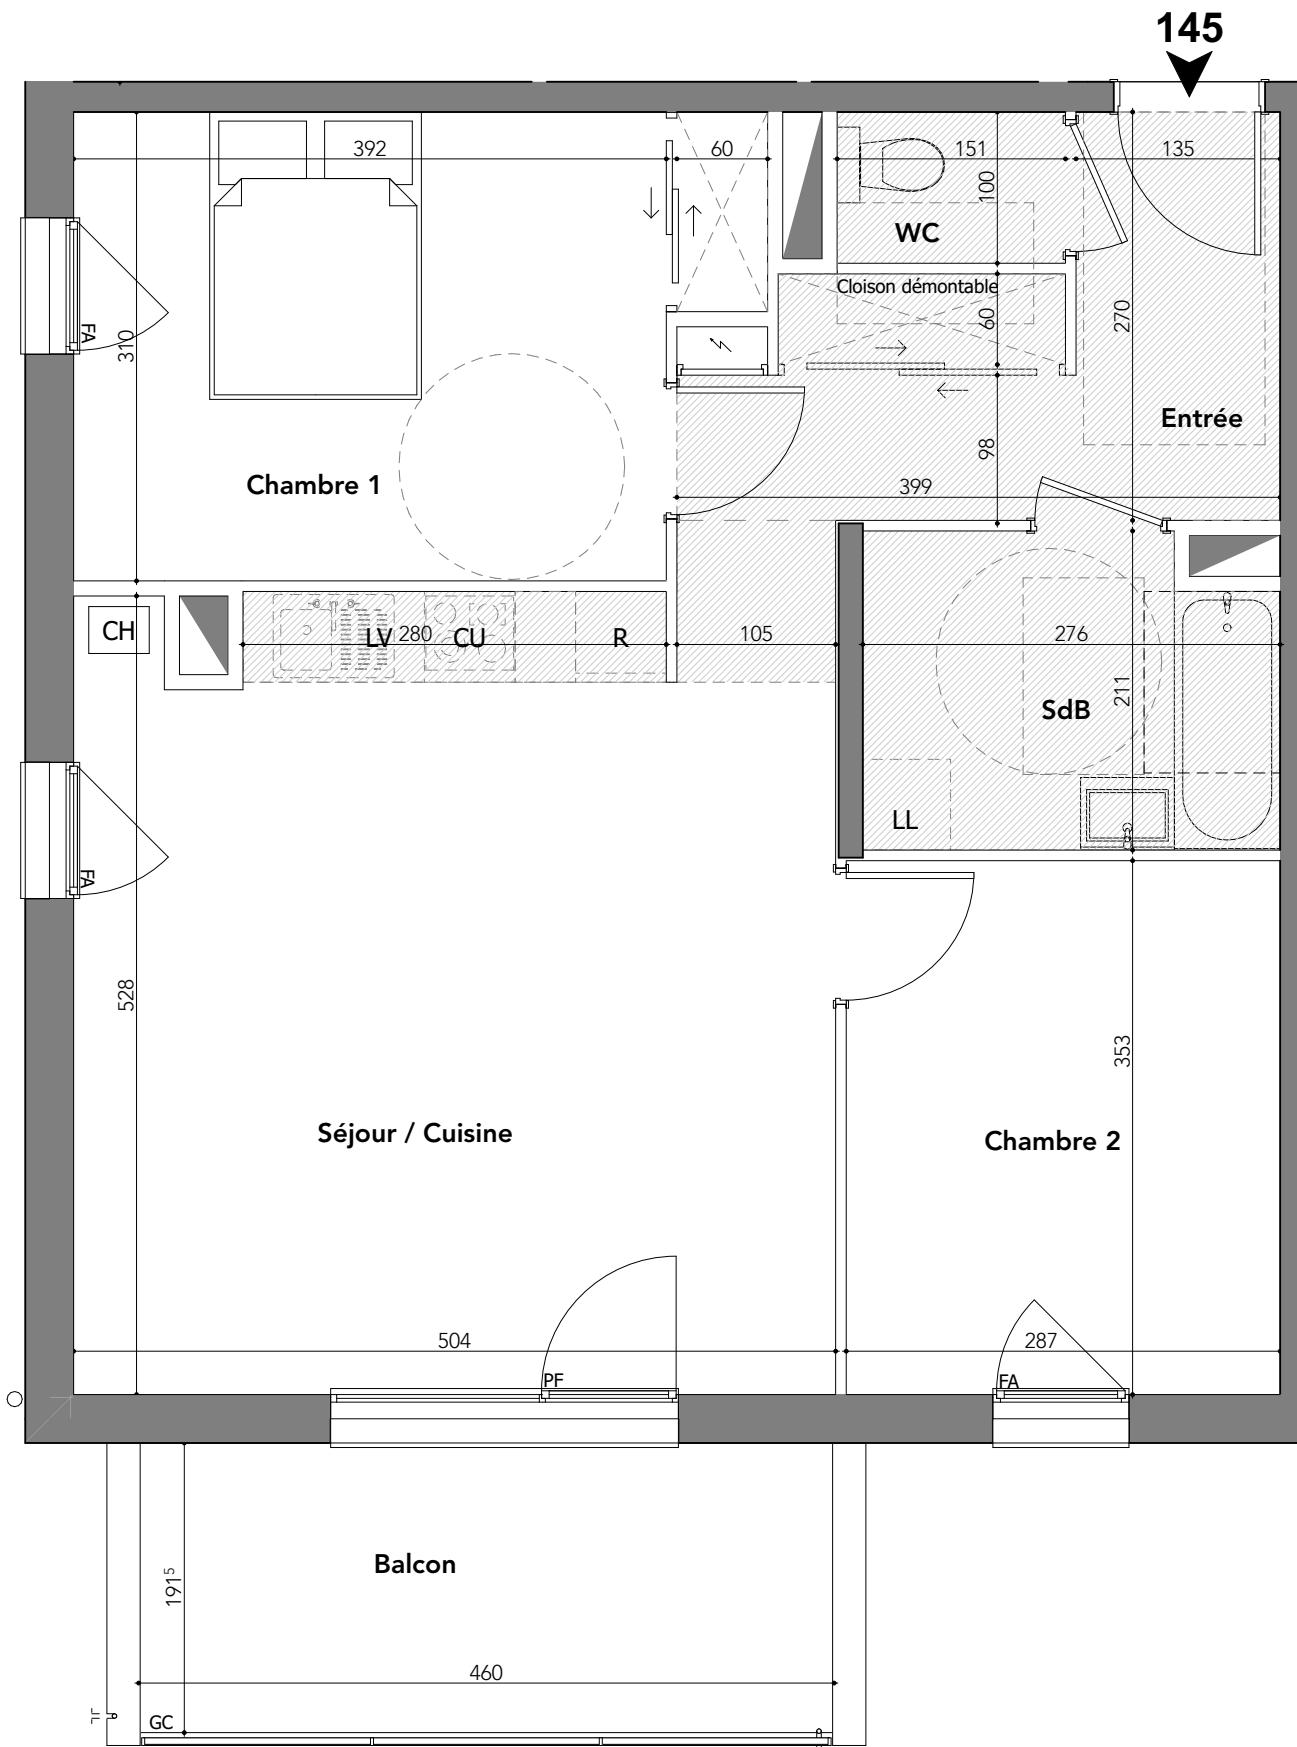 145
392
60
151
135
100
WC
Cloison démontable
60
270
FA
310
Entrée
98
Chambre 1
399
CH
LV
280
CU
R
105
276
211
SdB
LL
FA
528
353
Séjour / Cuisine
Chambre 2
504
287
PF
FA
Balcon
191⁵
460
GC